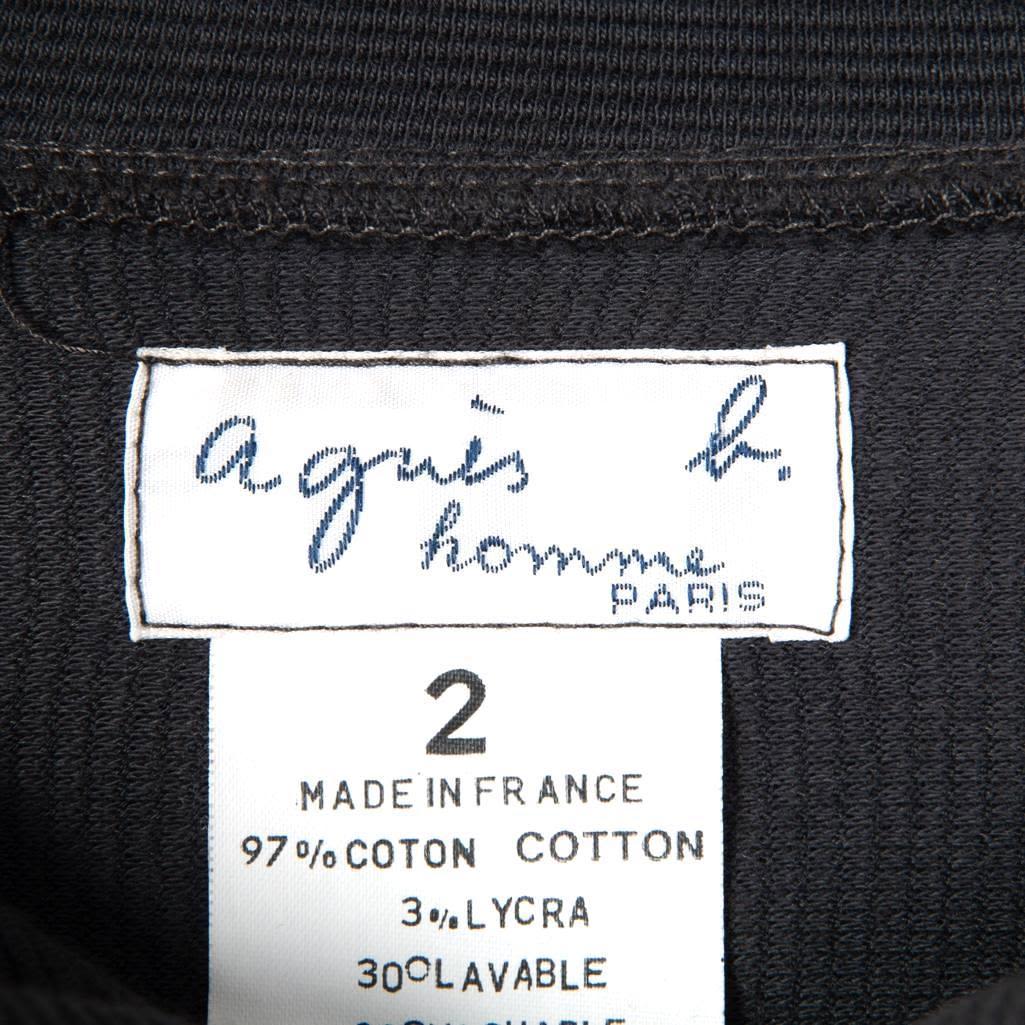 agnès b.
homme
PARIS
2
MADE IN FRANCE
97% COTON COTTON
3% LYCRA
30° LAVABLE